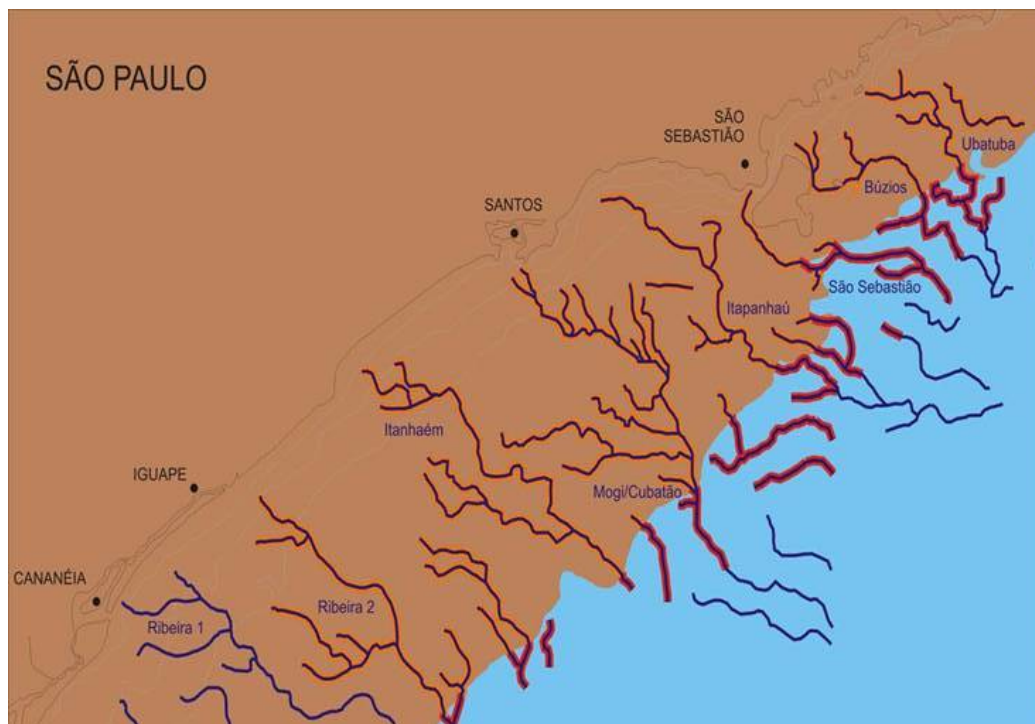 SÃO PAULO
SÃO
SEBASTIÃO
Ubatuba
Búzios
SANTOS
São Sebastião
Itapanhaú
Itanhaém
IGUAPE
Mogi/Cubatão
CANANÉIA
Ribeira 2
Ribeira 1